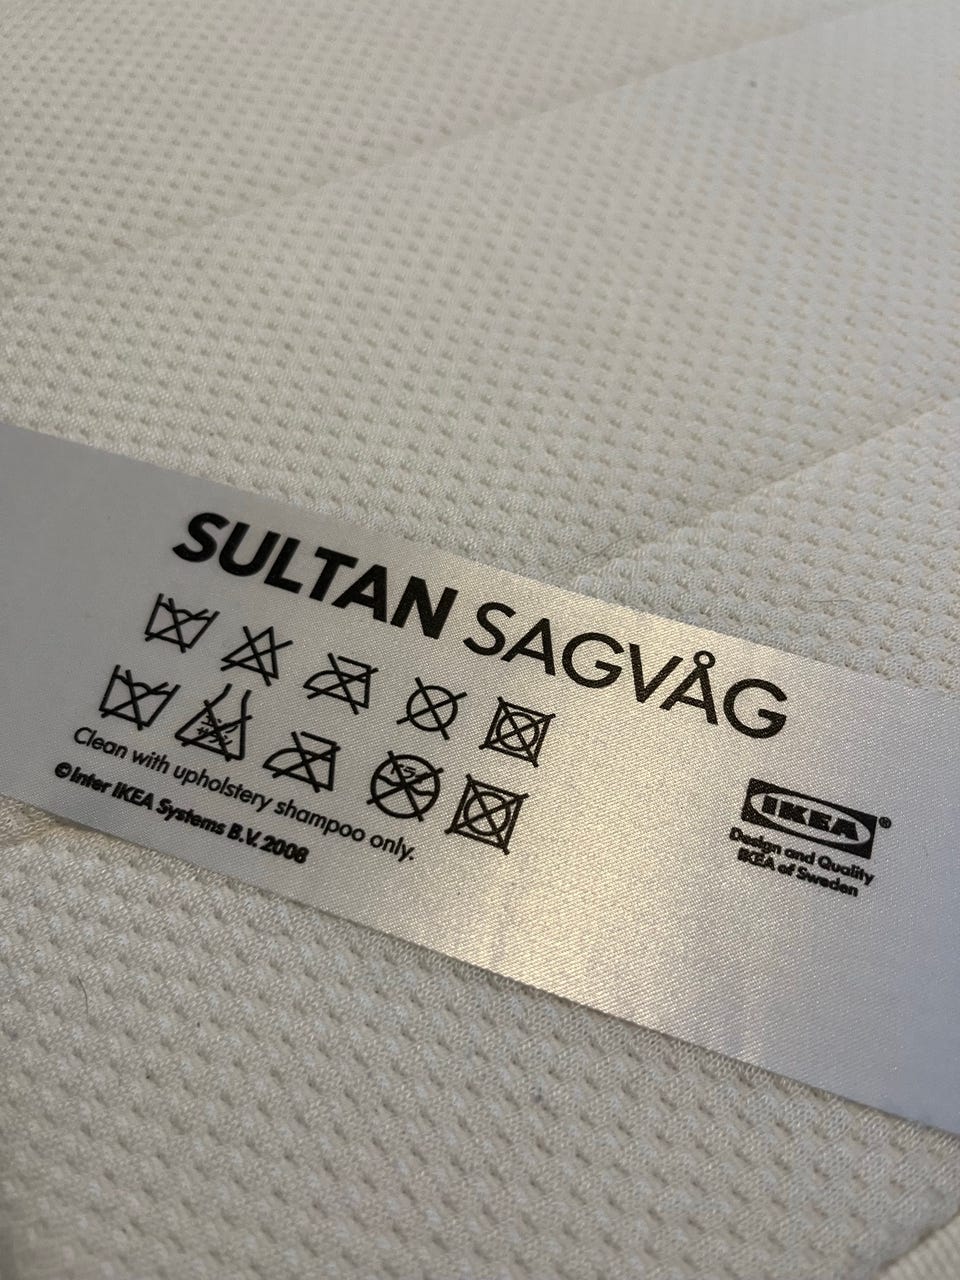 SULTAN SAGVÅG
Clean with upholstery shampoo only.
© Inter IKEA Systems B.V. 2008
IKEA®
Design and Quality
IKEA of Sweden